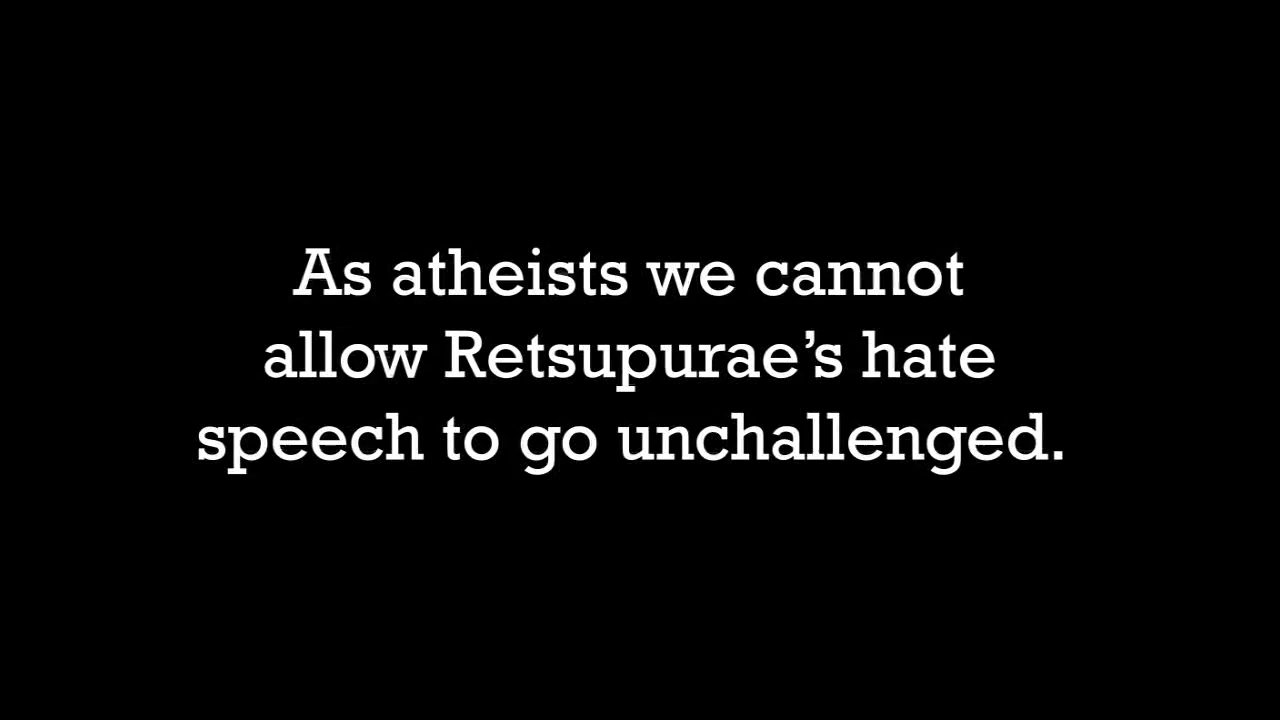 As atheists we cannot
allow Retsupurae’s hate
speech to go unchallenged.